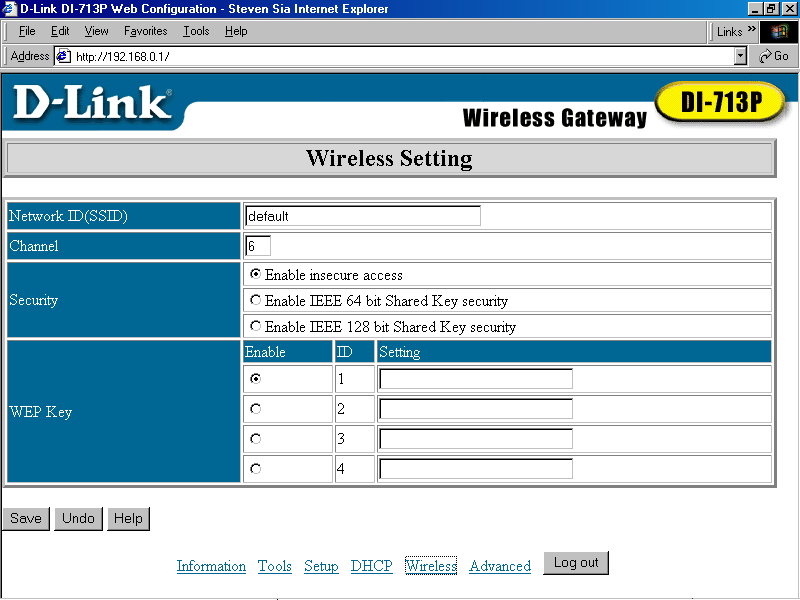 D-Link DI-713P Web Configuration - Steven Sia Internet Explorer
File Edit View Favorites Tools Help Links »
Address http://192.168.0.1/ Go
D-Link®
Wireless Gateway DI-713P
Wireless Setting
Network ID(SSID) default
Channel 6
Security
Enable insecure access
Enable IEEE 64 bit Shared Key security
Enable IEEE 128 bit Shared Key security
WEP Key
Enable ID Setting
1
2
3
4
Save Undo Help
Information Tools Setup DHCP Wireless Advanced Log out